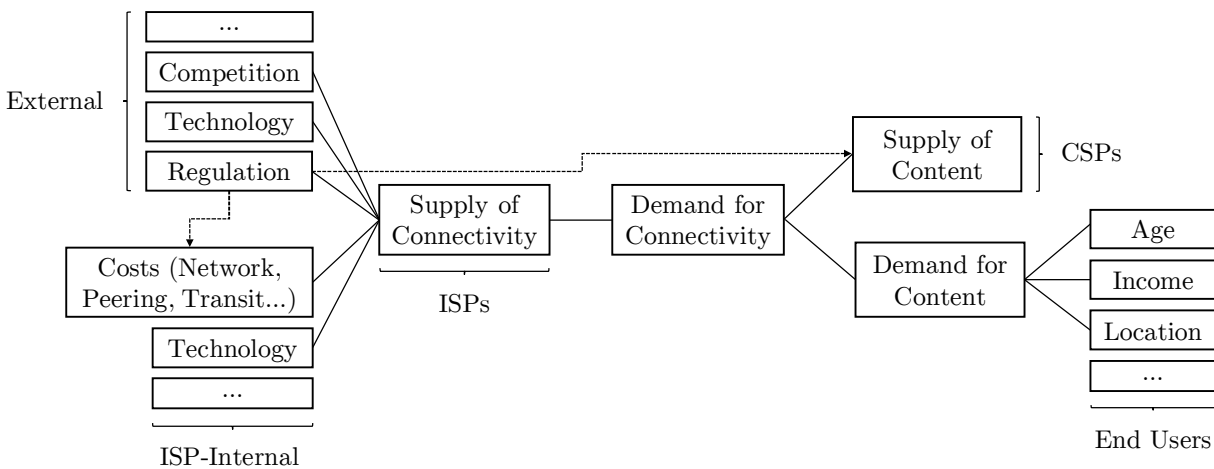 ...
Competition
External
Technology
Regulation
Supply of
Content
CSPs
Supply of
Connectivity
ISPs
Demand for
Connectivity
Costs (Network,
Peering, Transit...)
Technology
...
ISP-Internal
Demand for
Content
Age
Income
Location
...
End Users